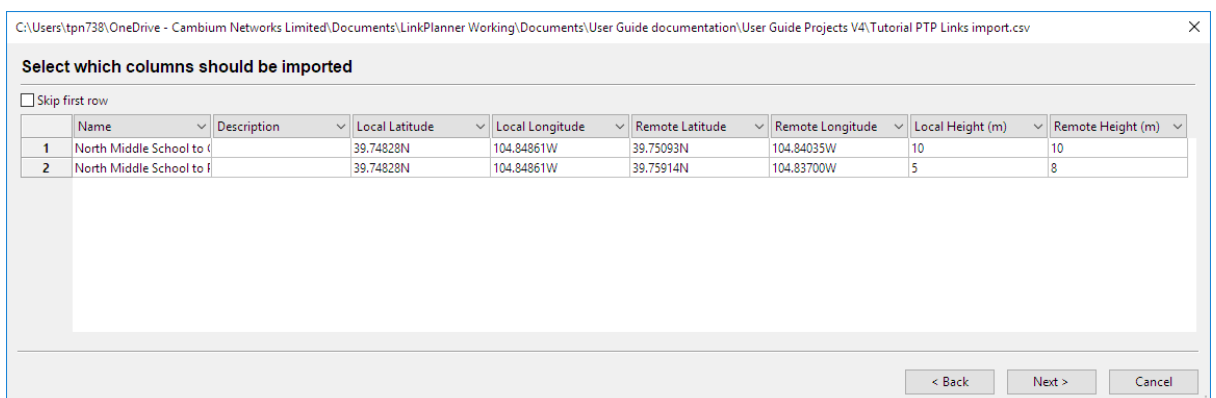 C:\Users\tpn738\OneDrive - Cambium Networks Limited\Documents\LinkPlanner Working\Documents\User Guide documentation\User Guide Projects V4\Tutorial PTP Links import.csv
Select which columns should be imported
Skip first row
Name Description Local Latitude Local Longitude Remote Latitude Remote Longitude Local Height (m) Remote Height (m)
1 North Middle School to 39.74828N 104.84861W 39.75093N 104.84035W 10 10
2 North Middle School to 39.74828N 104.84861W 39.75914N 104.83700W 5 8
< Back Next > Cancel